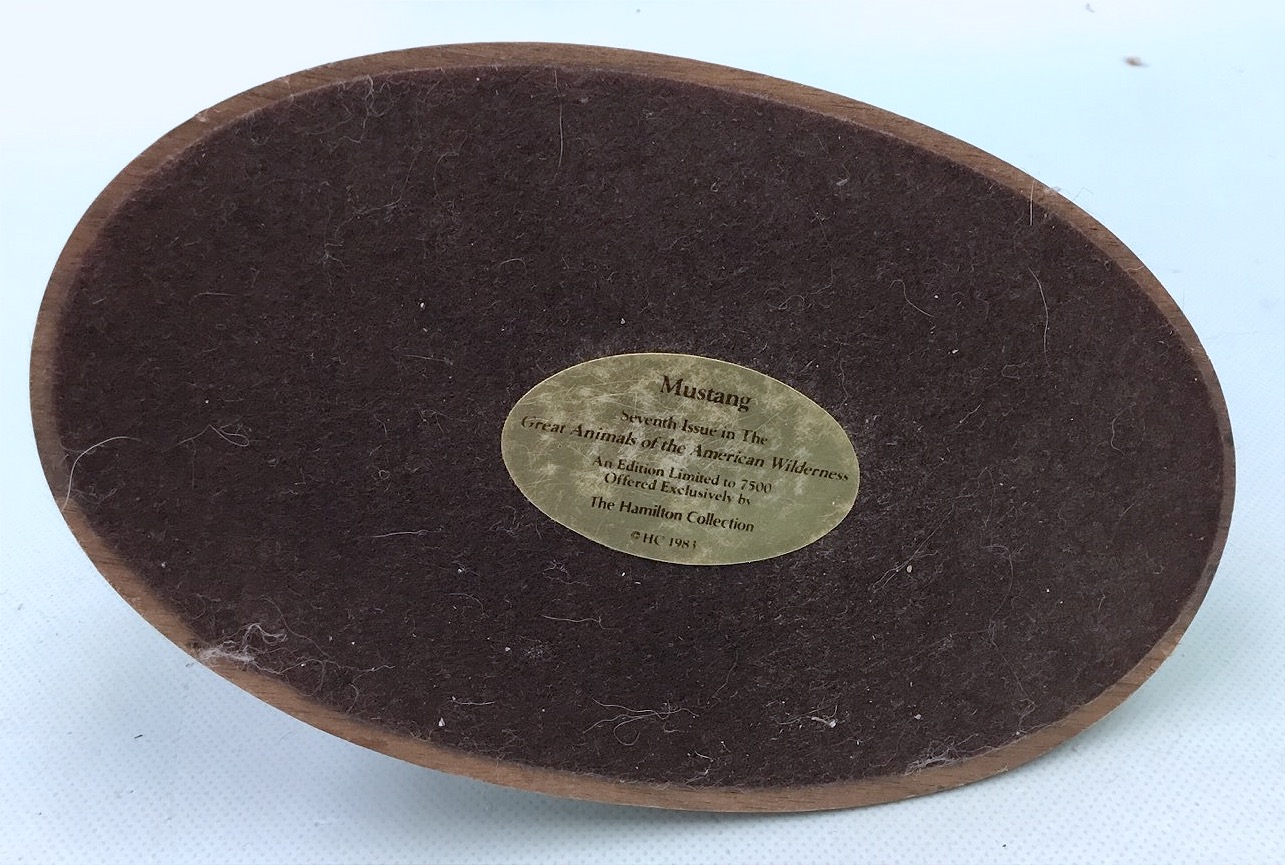 Mustang
Seventh Issue in The
Great Animals of the American Wilderness
An Edition Limited to 7500
Offered Exclusively by
The Hamilton Collection
© HC 1983